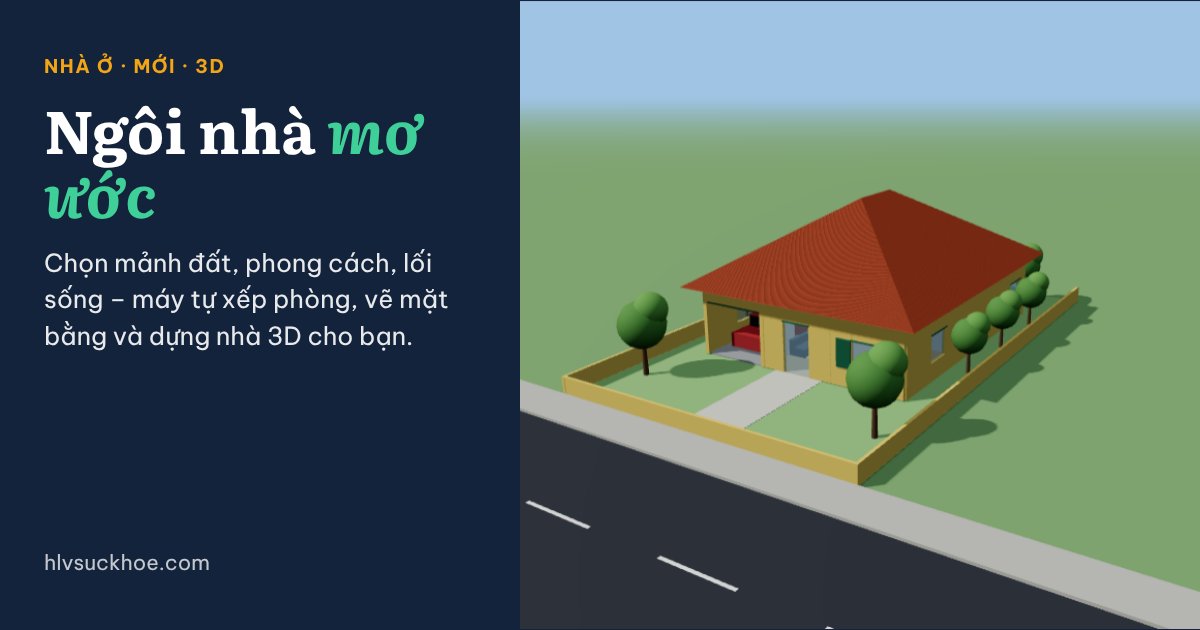 NHÀ Ở · MỚI · 3D
Ngôi nhà mơ
ước
Chọn mảnh đất, phong cách, lối
sống – máy tự xếp phòng, vẽ mặt
bằng và dựng nhà 3D cho bạn.
hlvsuckhoe.com